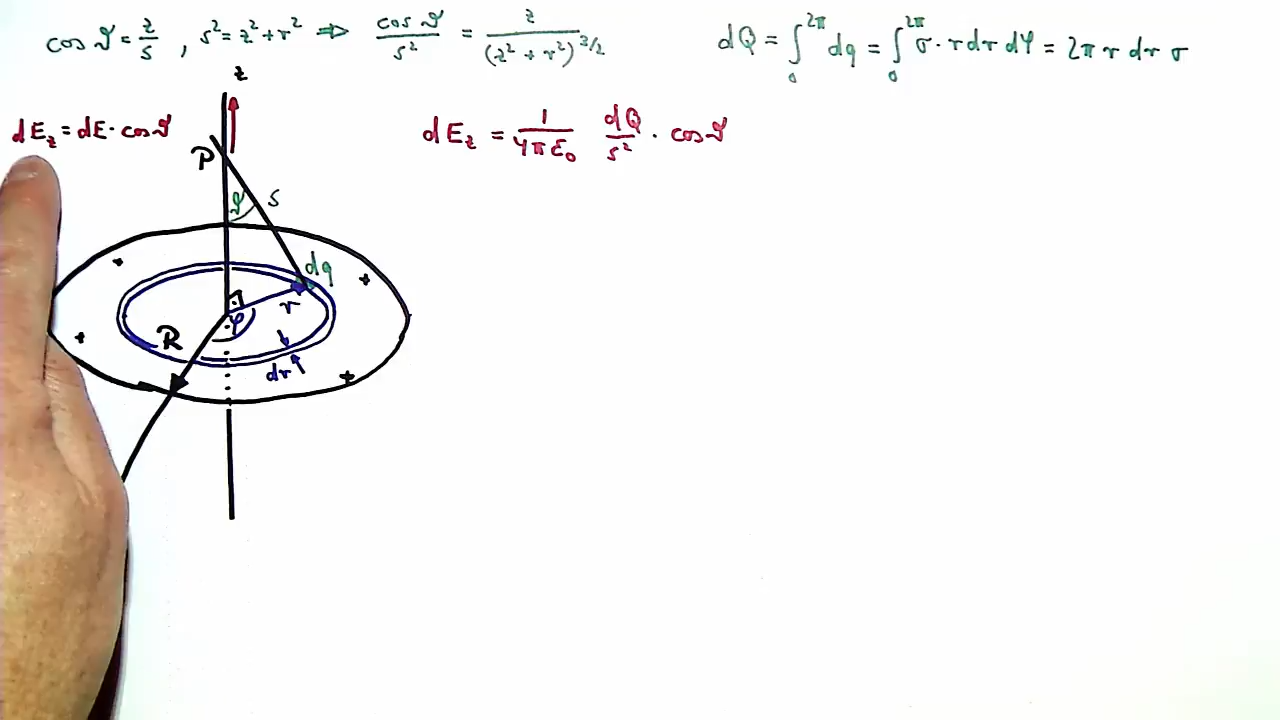 cos ϑ = z/s , s² = z² + r² ⇒ cos ϑ/s² = z/(z² + r²)^3/2
dQ = ∫₀^2π dq = ∫₀^2π σ · r dr dφ = 2π r dr σ
z
dE_z = dE · cos ϑ
dE_z = 1/4πε₀ dQ/s² · cos ϑ
P
ϑ
s
dq
+
+
r
φ
R
+
dr
+